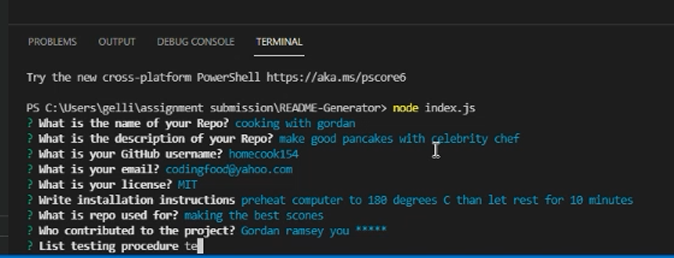 PROBLEMS OUTPUT DEBUG CONSOLE TERMINAL
Try the new cross-platform PowerShell https://aka.ms/pscore6
PS C:\Users\gelli\assignment submission\README-Generator> node index.js
? What is the name of your Repo? cooking with gordan
? What is the description of your Repo? make good pancakes with celebrity chef
? What is your GitHub username? homecook154
? What is your email? codingfood@yahoo.com
? What is your license? MIT
? Write installation instructions preheat computer to 180 degrees C than let rest for 10 minutes
? What is repo used for? making the best scones
? Who contributed to the project? Gordan ramsey you *****
? List testing procedure te